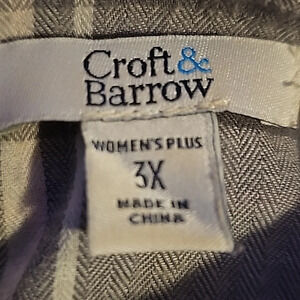 Croft&
Barrow
WOMEN'S PLUS
3X
MADE IN
CHINA